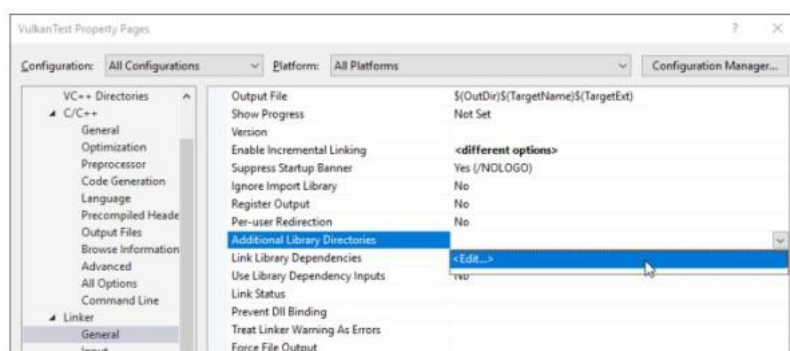 VulkanTest Property Pages
? ×
Configuration: All Configurations Platform: All Platforms Configuration Manager...
VC++ Directories
C/C++
General
Optimization
Preprocessor
Code Generation
Language
Precompiled Heade
Output Files
Browse Information
Advanced
All Options
Command Line
Linker
General
Input
Output File $(OutDir)$(TargetName)$(TargetExt)
Show Progress Not Set
Version
Enable Incremental Linking <different options>
Suppress Startup Banner Yes (/NOLOGO)
Ignore Import Library No
Register Output No
Per-user Redirection No
Additional Library Directories
Link Library Dependencies <Edit...>
Use Library Dependency Inputs No
Link Status
Prevent Dll Binding
Treat Linker Warning As Errors
Force File Output